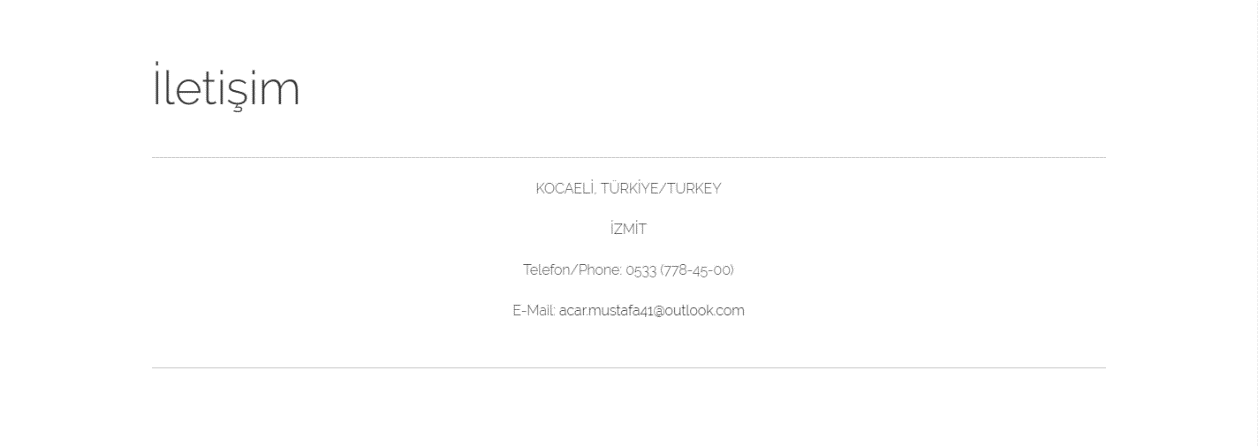 İletişim
KOCAELİ, TÜRKİYE/TURKEY
İZMİT
Telefon/Phone: 0533 (778-45-00)
E-Mail: acar.mustafa41@outlook.com